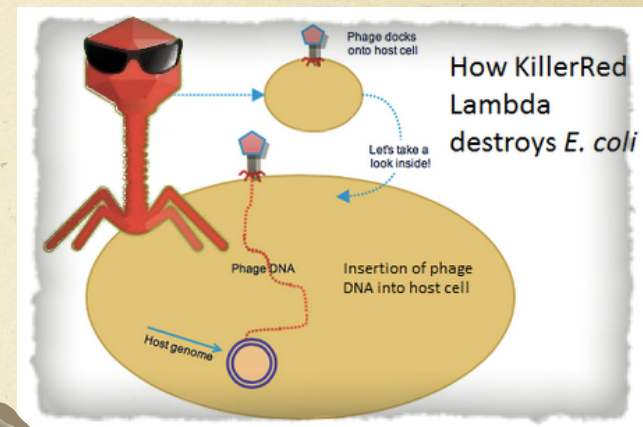 Phage docks
onto host cell
How KillerRed
Lambda
destroys E. coli
Let's take a
look inside!
Phage DNA
Insertion of phage
DNA into host cell
Host genome